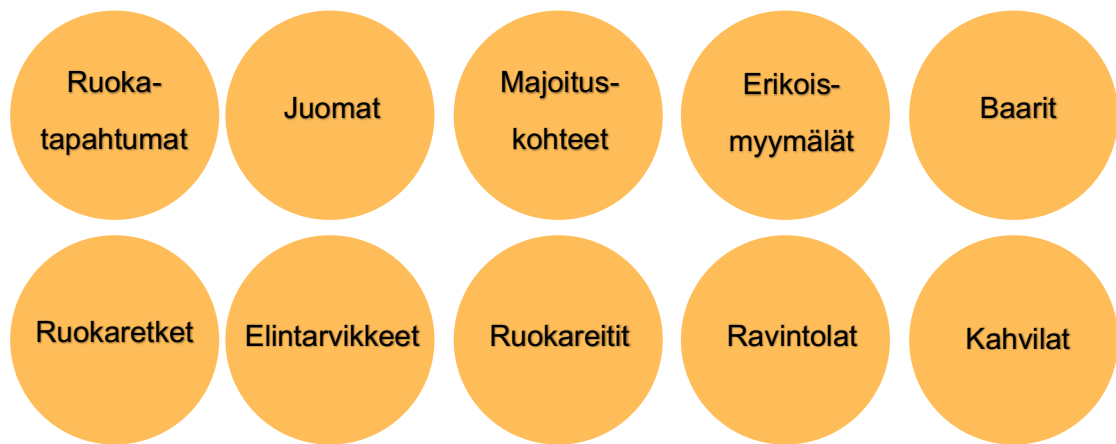 Ruoka-
tapahtumat
Juomat
Majoitus-
kohteet
Erikois-
myymälät
Baarit
Ruokaretket
Elintarvikkeet
Ruokareitit
Ravintolat
Kahvilat